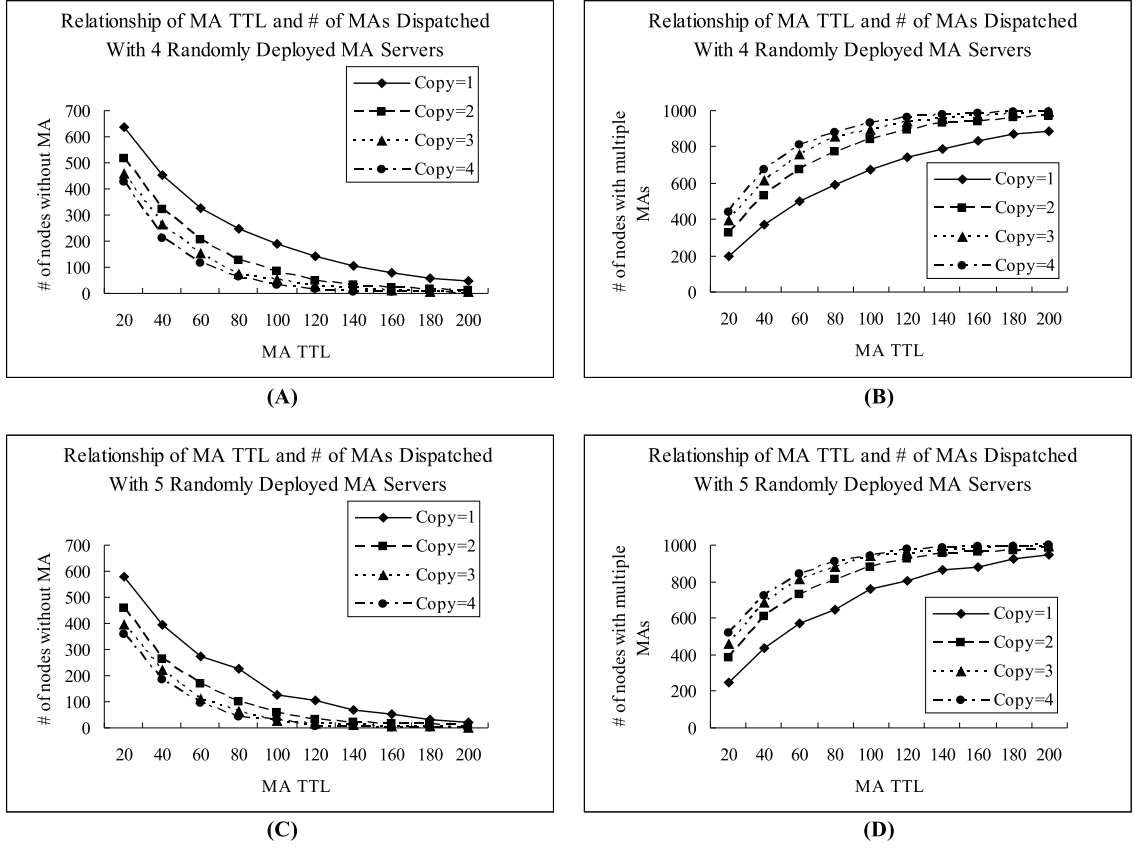 Relationship of MA TTL and # of MAs Dispatched
With 4 Randomly Deployed MA Servers
Copy=1
Copy=2
Copy=3
Copy=4
# of nodes without MA
700
600
500
400
300
200
100
0
20 40 60 80 100 120 140 160 180 200
MA TTL
(A)
Relationship of MA TTL and # of MAs Dispatched
With 4 Randomly Deployed MA Servers
# of nodes with multiple
MAs
1000
800
600
400
200
0
Copy=1
Copy=2
Copy=3
Copy=4
20 40 60 80 100 120 140 160 180 200
MA TTL
(B)
Relationship of MA TTL and # of MAs Dispatched
With 5 Randomly Deployed MA Servers
Copy=1
Copy=2
Copy=3
Copy=4
# of nodes without MA
700
600
500
400
300
200
100
0
20 40 60 80 100 120 140 160 180 200
MA TTL
(C)
Relationship of MA TTL and # of MAs Dispatched
With 5 Randomly Deployed MA Servers
# of nodes with multiple
MAs
1000
800
600
400
200
0
Copy=1
Copy=2
Copy=3
Copy=4
20 40 60 80 100 120 140 160 180 200
MA TTL
(D)